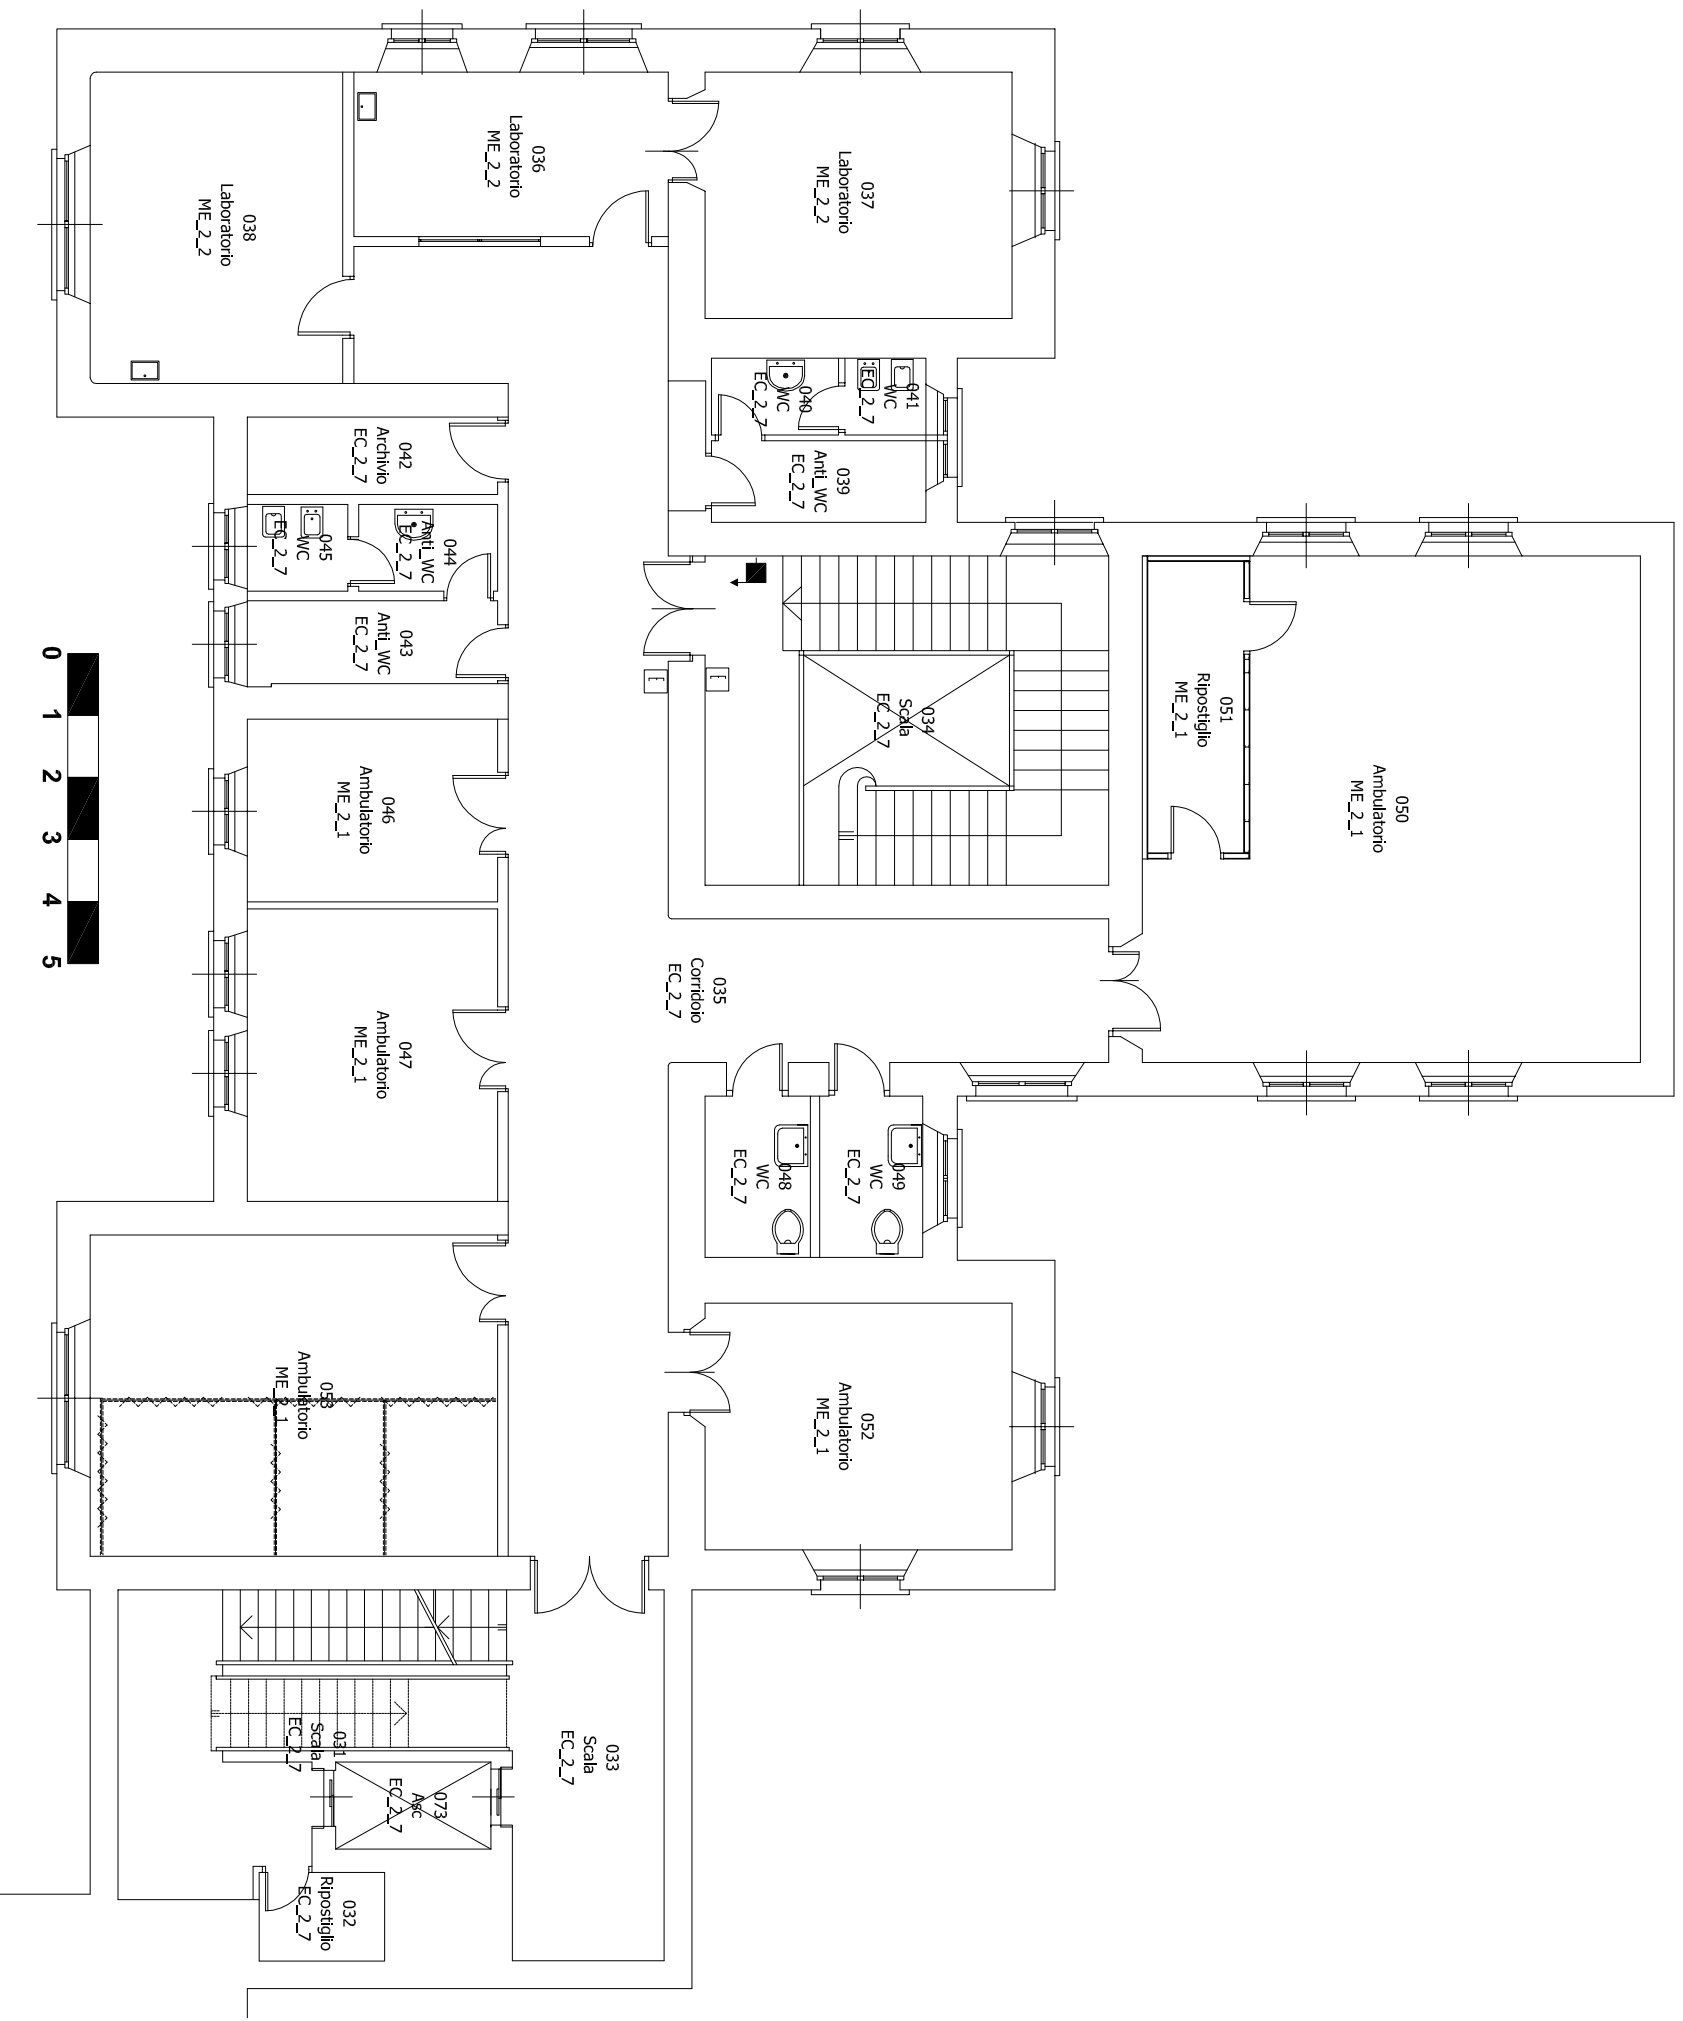 036
Laboratorio
ME_2_2
037
Laboratorio
ME_2_2
038
Laboratorio
ME_2_2
041
WC
EC_2_7
040
WC
EC_2_7
039
Anti_WC
EC_2_7
042
Archivio
EC_2_7
045
WC
EC_2_7
044
Anti_WC
EC_2_7
043
Anti_WC
EC_2_7
034
Scala
EC_2_7
051
Ripostiglio
ME_2_1
050
Ambulatorio
ME_2_1
046
Ambulatorio
ME_2_1
047
Ambulatorio
ME_2_1
035
Corridoio
EC_2_7
048
WC
EC_2_7
049
WC
EC_2_7
053
Ambulatorio
ME_2_1
052
Ambulatorio
ME_2_1
031
Scala
EC_2_7
033
Scala
EC_2_7
073
Asc
EC_2_7
032
Ripostiglio
EC_2_7
E
E
0 1 2 3 4 5